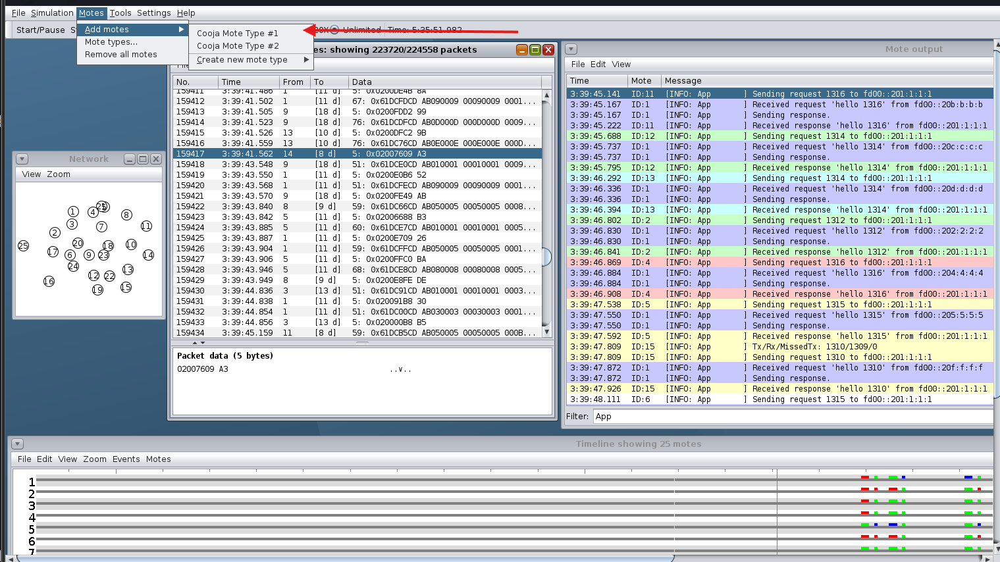 File Simulation Motes Tools Settings Help
Start/Pause
20X Unlimited Time: 5:35:51.982
Add motes
Mote types...
Remove all motes
Cooja Mote Type #1
Cooja Mote Type #2
Create new mote type
es: showing 223720/224558 packets
No. Time From To Data
159411 3:39:41.486 1 [11 d] 5: 0x0200DE4B 8A
159412 3:39:41.502 1 [11 d] 67: 0x61DCFDCD AB090009 00090009 0001...
159413 3:39:41.505 9 [18 d] 5: 0x0200FDD2 99
159414 3:39:41.523 9 [18 d] 76: 0x61DCDFCD AB0D000D 000D000D 0009...
159415 3:39:41.526 13 [10 d] 5: 0x0200DFC2 9B
159416 3:39:41.559 13 [10 d] 76: 0x61DC76CD AB0E000E 000E000E 000D...
159417 3:39:41.562 14 [8 d] 5: 0x02007609 A3
159418 3:39:43.548 9 [18 d] 51: 0x61DCE0CD AB010001 00010001 0009...
159419 3:39:43.550 1 [11 d] 5: 0x0200E0B6 52
159420 3:39:43.568 1 [11 d] 51: 0x61DCFECD AB090009 00090009 0001...
159421 3:39:43.570 9 [18 d] 5: 0x0200FE49 AB
159422 3:39:43.840 8 [9 d] 59: 0x61DC66CD AB050005 00050005 0008...
159423 3:39:43.842 5 [11 d] 5: 0x02006688 B3
159424 3:39:43.885 5 [11 d] 60: 0x61DCE7CD AB010001 00010001 0005...
159425 3:39:43.887 1 [11 d] 5: 0x0200E709 26
159426 3:39:43.904 1 [11 d] 59: 0x61DCFFCD AB050005 00050005 0001...
159427 3:39:43.906 5 [11 d] 5: 0x0200FFC0 BA
159428 3:39:43.946 5 [11 d] 68: 0x61DCE8CD AB080008 00080008 0005...
159429 3:39:43.949 8 [9 d] 5: 0x0200E8FE DE
159430 3:39:44.836 3 [13 d] 51: 0x61DC91CD AB010001 00010001 0003...
159431 3:39:44.838 1 [11 d] 5: 0x020091B8 30
159432 3:39:44.854 1 [11 d] 51: 0x61DC00CD AB030003 00030003 0001...
159433 3:39:44.856 3 [13 d] 5: 0x020000B8 B5
159434 3:39:45.159 11 [8 d] 59: 0x61DCB5CD AB050005 00050005 000B...
Packet data (5 bytes)
02007609 A3 ..v..
Network
View Zoom
1
4
8
3
7
11
2
25
20
18
10
17
6
9
23
14
24
13
12
22
16
19
15
Mote output
File Edit View
Time Mote Message
3:39:45.141 ID:11 [INFO: App ] Sending request 1316 to fd00::201:1:1:1
3:39:45.167 ID:1 [INFO: App ] Received request 'hello 1316' from fd00::20b:b:b:b
3:39:45.167 ID:1 [INFO: App ] Sending response.
3:39:45.222 ID:11 [INFO: App ] Received response 'hello 1316' from fd00::201:1:1:1
3:39:45.688 ID:12 [INFO: App ] Sending request 1314 to fd00::201:1:1:1
3:39:45.737 ID:1 [INFO: App ] Received request 'hello 1314' from fd00::20c:c:c:c
3:39:45.737 ID:1 [INFO: App ] Sending response.
3:39:45.795 ID:12 [INFO: App ] Received response 'hello 1314' from fd00::201:1:1:1
3:39:46.292 ID:13 [INFO: App ] Sending request 1314 to fd00::201:1:1:1
3:39:46.336 ID:1 [INFO: App ] Received request 'hello 1314' from fd00::20d:d:d:d
3:39:46.336 ID:1 [INFO: App ] Sending response.
3:39:46.394 ID:13 [INFO: App ] Received response 'hello 1314' from fd00::201:1:1:1
3:39:46.802 ID:2 [INFO: App ] Sending request 1312 to fd00::201:1:1:1
3:39:46.830 ID:1 [INFO: App ] Received request 'hello 1312' from fd00::202:2:2:2
3:39:46.830 ID:1 [INFO: App ] Sending response.
3:39:46.841 ID:2 [INFO: App ] Received response 'hello 1312' from fd00::201:1:1:1
3:39:46.869 ID:4 [INFO: App ] Sending request 1316 to fd00::201:1:1:1
3:39:46.884 ID:1 [INFO: App ] Received request 'hello 1316' from fd00::204:4:4:4
3:39:46.884 ID:1 [INFO: App ] Sending response.
3:39:46.908 ID:4 [INFO: App ] Received response 'hello 1316' from fd00::201:1:1:1
3:39:47.538 ID:5 [INFO: App ] Sending request 1315 to fd00::201:1:1:1
3:39:47.550 ID:1 [INFO: App ] Received request 'hello 1315' from fd00::205:5:5:5
3:39:47.550 ID:1 [INFO: App ] Sending response.
3:39:47.592 ID:5 [INFO: App ] Received response 'hello 1315' from fd00::201:1:1:1
3:39:47.809 ID:15 [INFO: App ] Tx/Rx/MissedTx: 1310/1309/0
3:39:47.809 ID:15 [INFO: App ] Sending request 1310 to fd00::201:1:1:1
3:39:47.872 ID:1 [INFO: App ] Received request 'hello 1310' from fd00::20f:f:f:f
3:39:47.872 ID:1 [INFO: App ] Sending response.
3:39:47.926 ID:15 [INFO: App ] Received response 'hello 1310' from fd00::201:1:1:1
3:39:48.111 ID:6 [INFO: App ] Sending request 1315 to fd00::201:1:1:1
Filter: App
Timeline showing 25 motes
File Edit View Zoom Events Motes
1
2
3
4
5
6
7